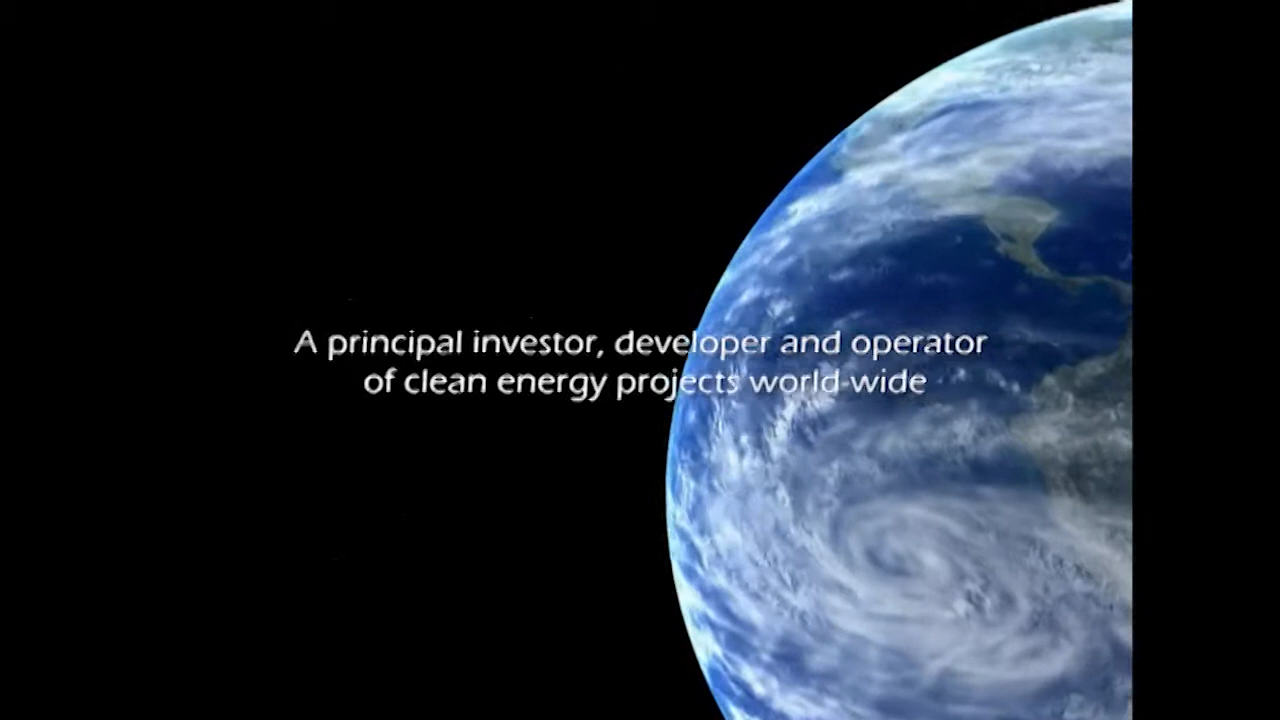 A principal investor, developer and operator
of clean energy projects world-wide